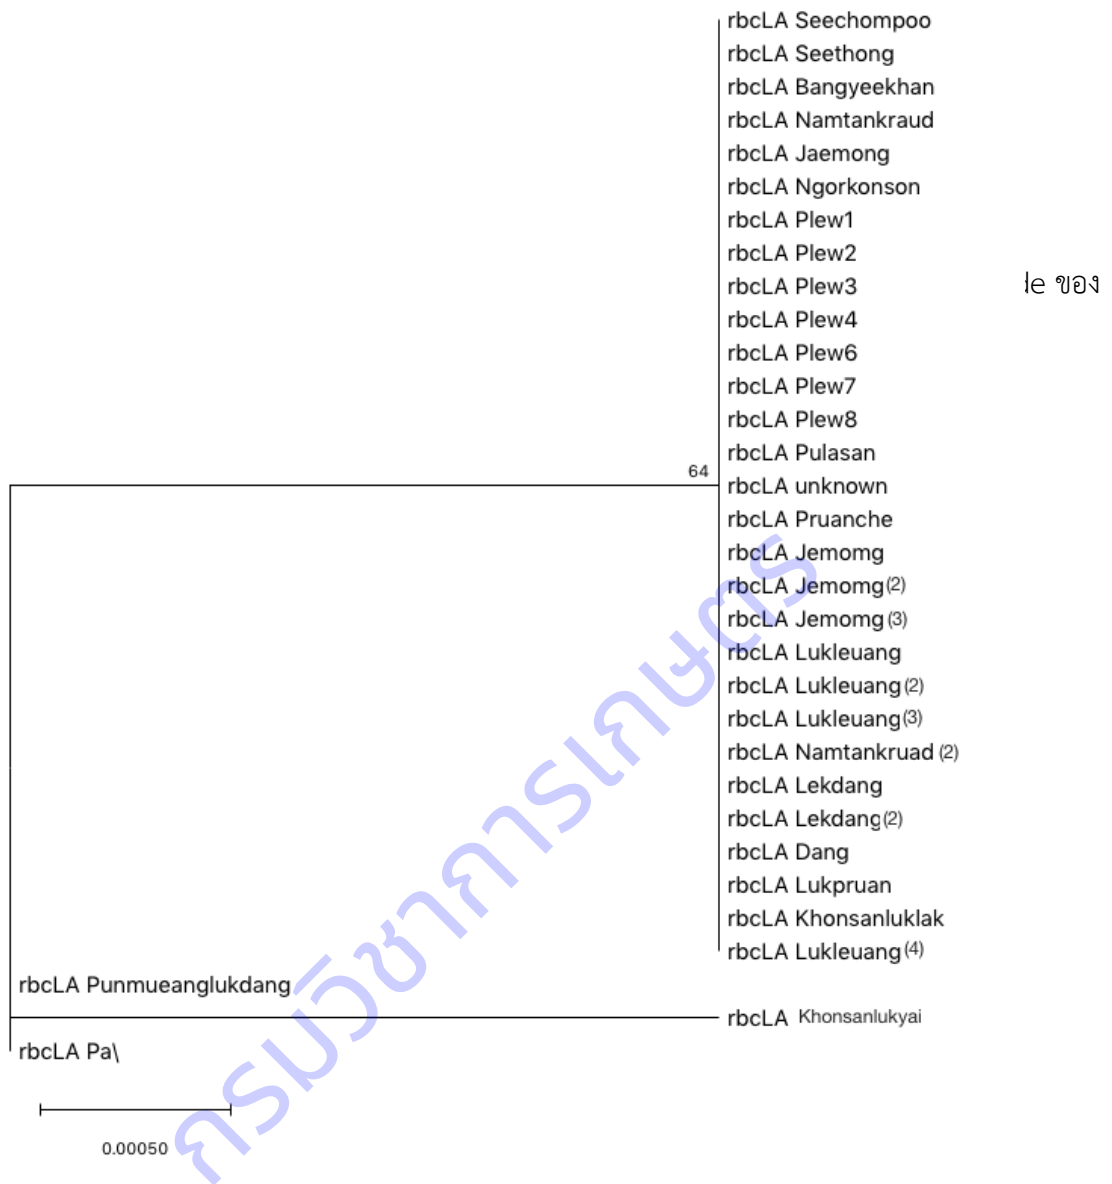 rbcLA Seechompoo
rbcLA Seethong
rbcLA Bangyeekhan
rbcLA Namtankraud
rbcLA Jaemong
rbcLA Ngorkonson
rbcLA Plew1
rbcLA Plew2
rbcLA Plew3
ของ
rbcLA Plew4
rbcLA Plew6
rbcLA Plew7
rbcLA Plew8
rbcLA Pulasan
64
rbcLA unknown
rbcLA Pruanche
rbcLA Jemomg
rbcLA Jemomg(2)
rbcLA Jemomg(3)
rbcLA Lukleuang
rbcLA Lukleuang(2)
rbcLA Lukleuang(3)
rbcLA Namtankruad (2)
rbcLA Lekdang
rbcLA Lekdang(2)
rbcLA Dang
rbcLA Lukpruan
rbcLA Khonsanluklak
rbcLA Lukleuang(4)
rbcLA Punmueanglukdang
rbcLA Khonsanlukyai
rbcLA Pa\
0.00050
กรมวิชาการเกษตร